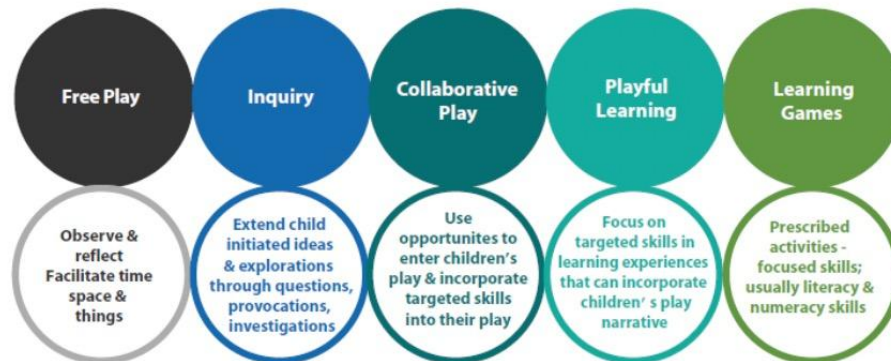 Free Play
Inquiry
Collaborative
Play
Playful
Learning
Learning
Games
Observe &
reflect
Facilitate time
space &
things
Extend child
initiated ideas
& explorations
through questions,
provocations,
investigations
Use
opportunites to
enter children's
play & incorporate
targeted skills
into their play
Focus on
targeted skills in
learning experiences
that can incorporate
children' s play
narrative
Prescribed
activities -
focused skills;
usually literacy &
numeracy skills